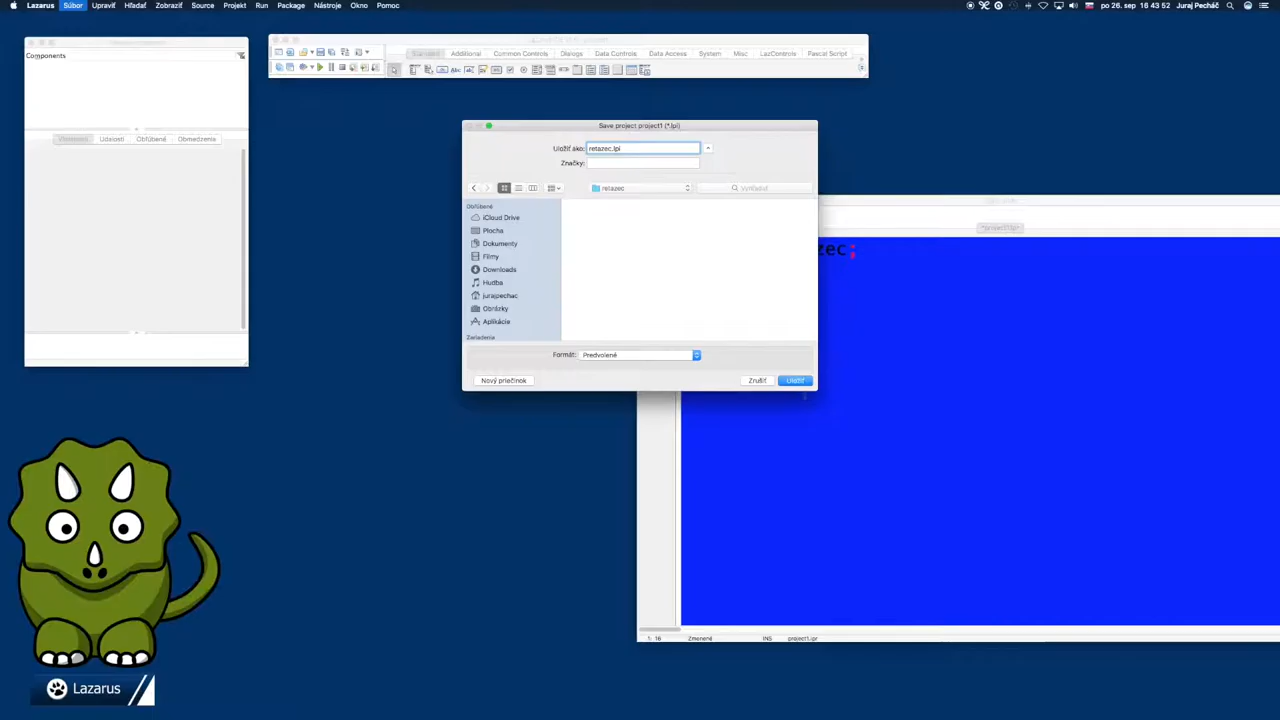 Lazarus Súbor Upraviť Hľadať Zobraziť Source Projekt Run Package Nástroje Okno Pomoc
po 26. sep 16 43 52 Juraj Pecháč
Components
Udalosti Obľúbené Obmedzenia
Standard Additional Common Controls Dialogs Data Controls Data Access System Misc LazControls Pascal Script
Save project project1 (*.lpi)
Uložiť ako: retazec.lpi
Značky:
retazec
Vyhľadať
Obľúbené
iCloud Drive
Plocha
Dokumenty
Filmy
Downloads
Hudba
jurajpechac
Obrázky
Aplikácie
Zariadenia
Formát: Predvolené
Nový priečinok Zrušiť Uložiť
zec;
1: 16 Zmenené INS project1.lpr
Lazarus